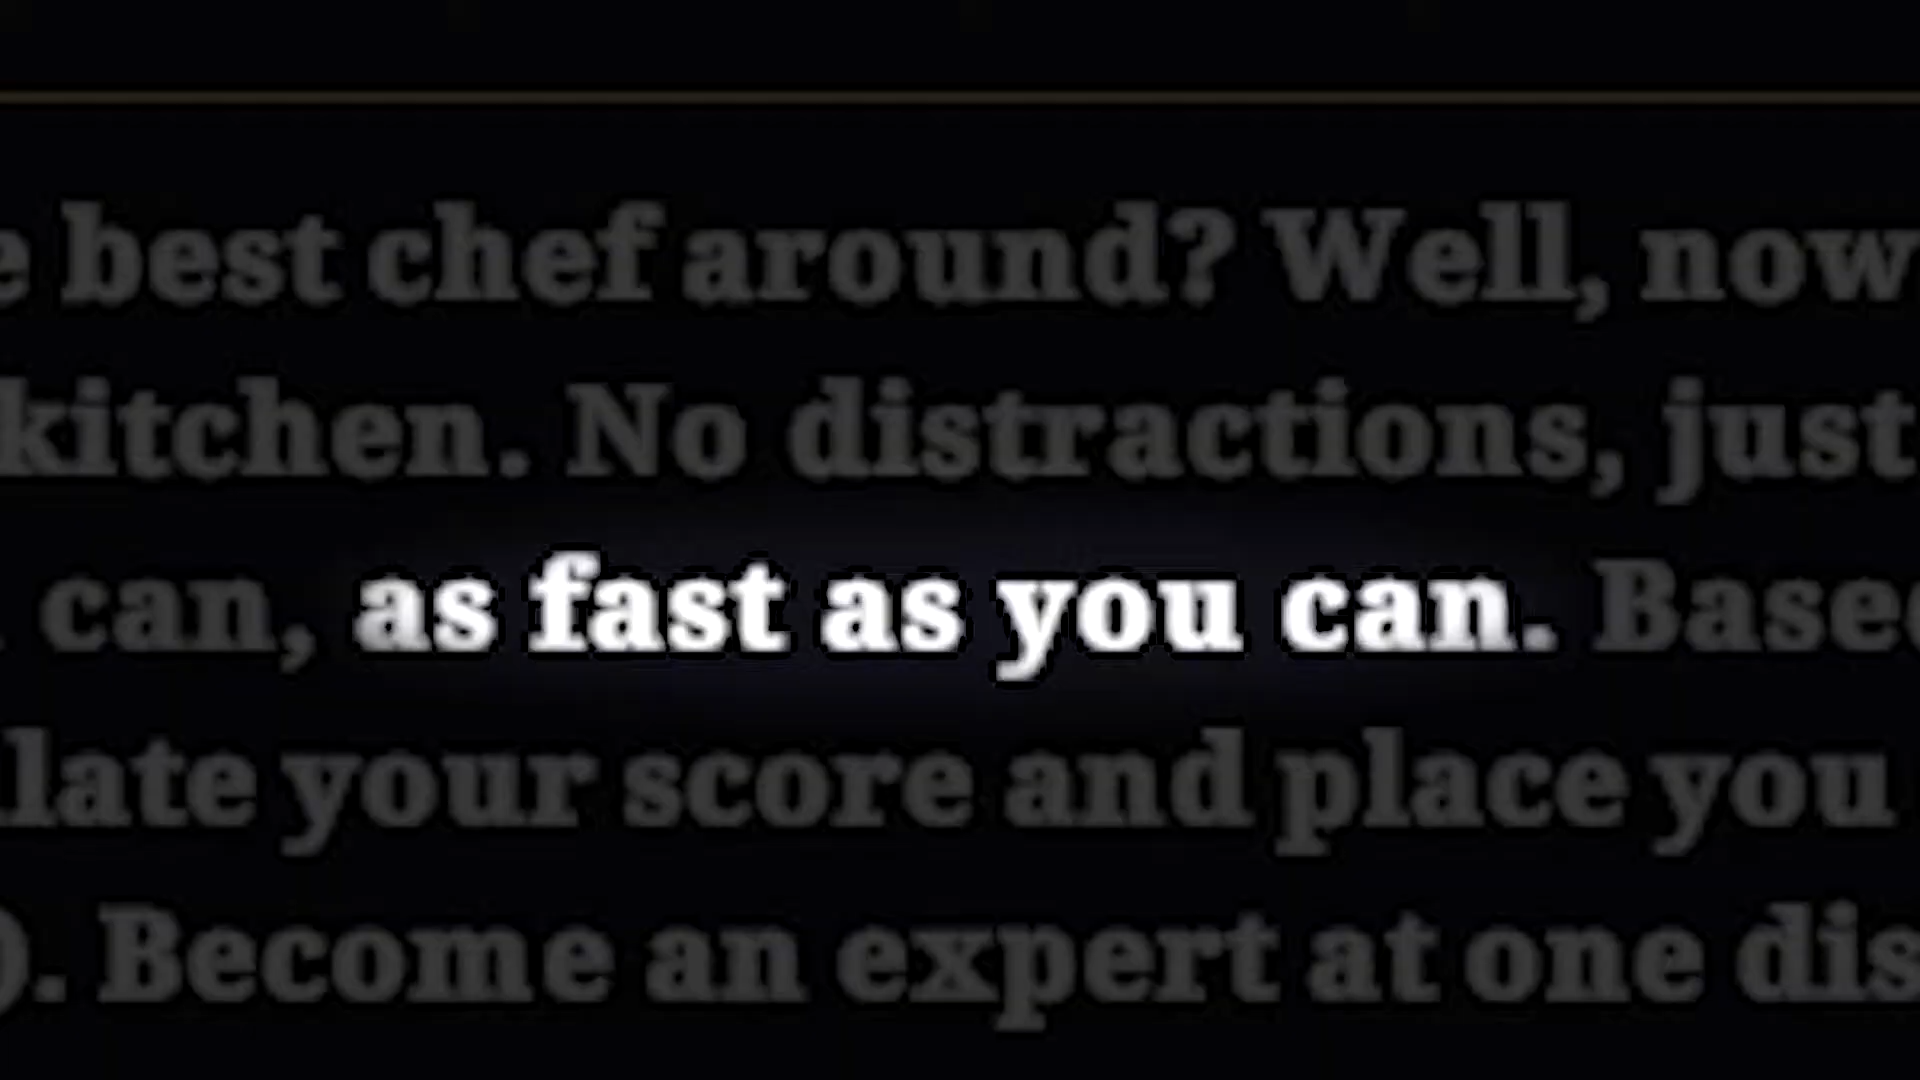 best chef around? Well, now
kitchen. No distractions, just
can, as fast as you can. Based
late your score and place you
). Become an expert at one dis